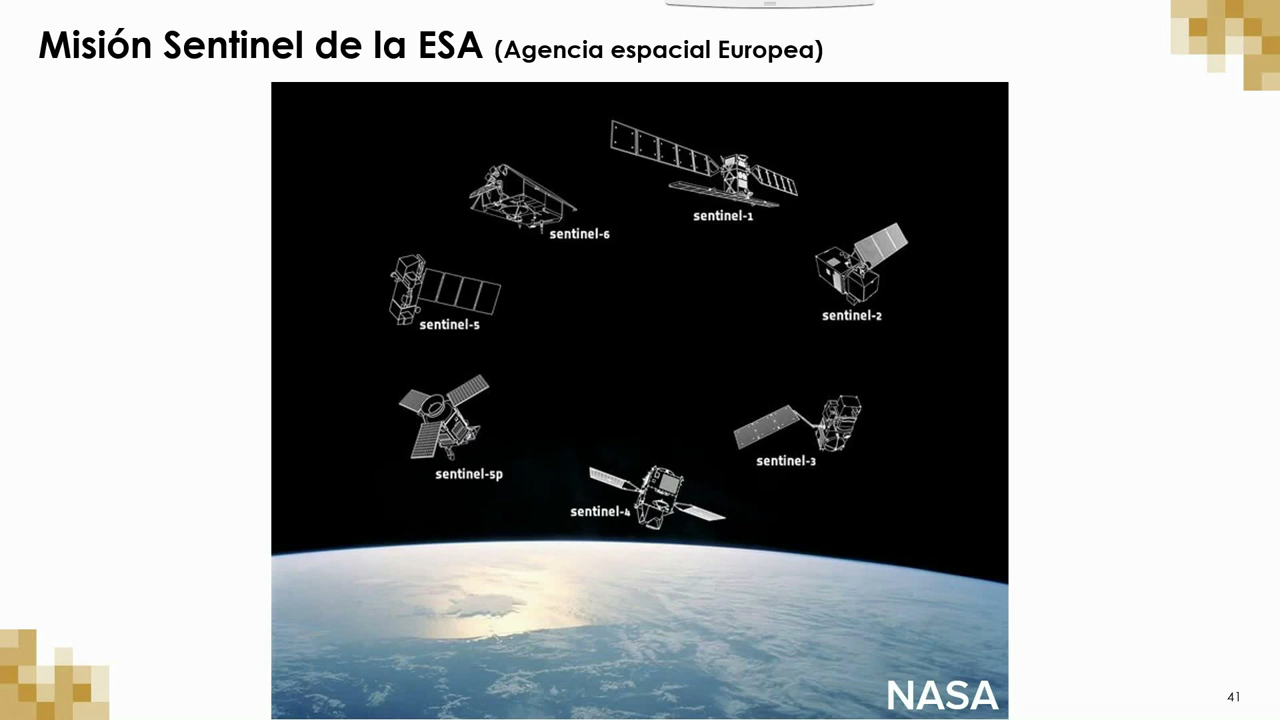 Misión Sentinel de la ESA (Agencia espacial Europea)
sentinel-1
sentinel-6
sentinel-2
sentinel-5
sentinel-3
sentinel-5p
sentinel-4
NASA
41